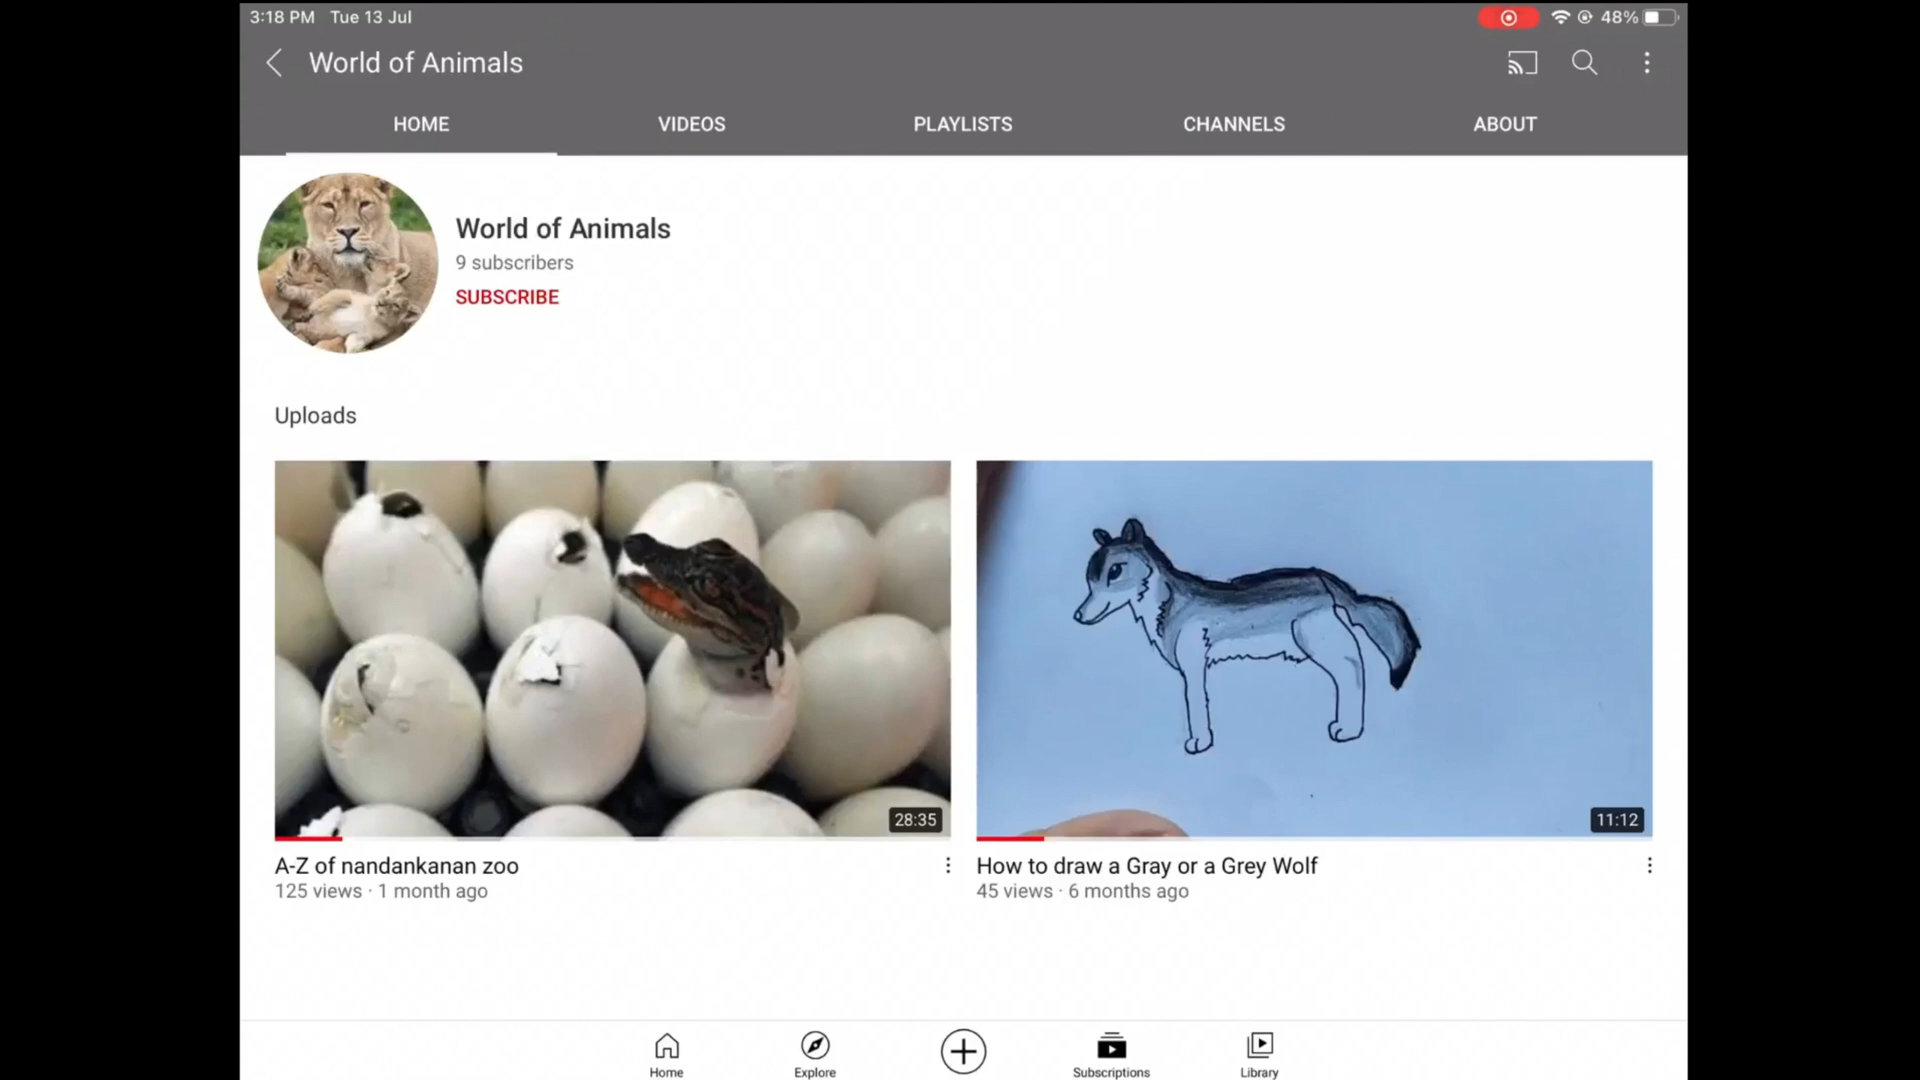 3:18 PM Tue 13 Jul
48%
World of Animals
HOME
VIDEOS
PLAYLISTS
CHANNELS
ABOUT
World of Animals
9 subscribers
SUBSCRIBE
Uploads
28:35
11:12
A-Z of nandankanan zoo
125 views · 1 month ago
How to draw a Gray or a Grey Wolf
45 views · 6 months ago
Home
Explore
Subscriptions
Library